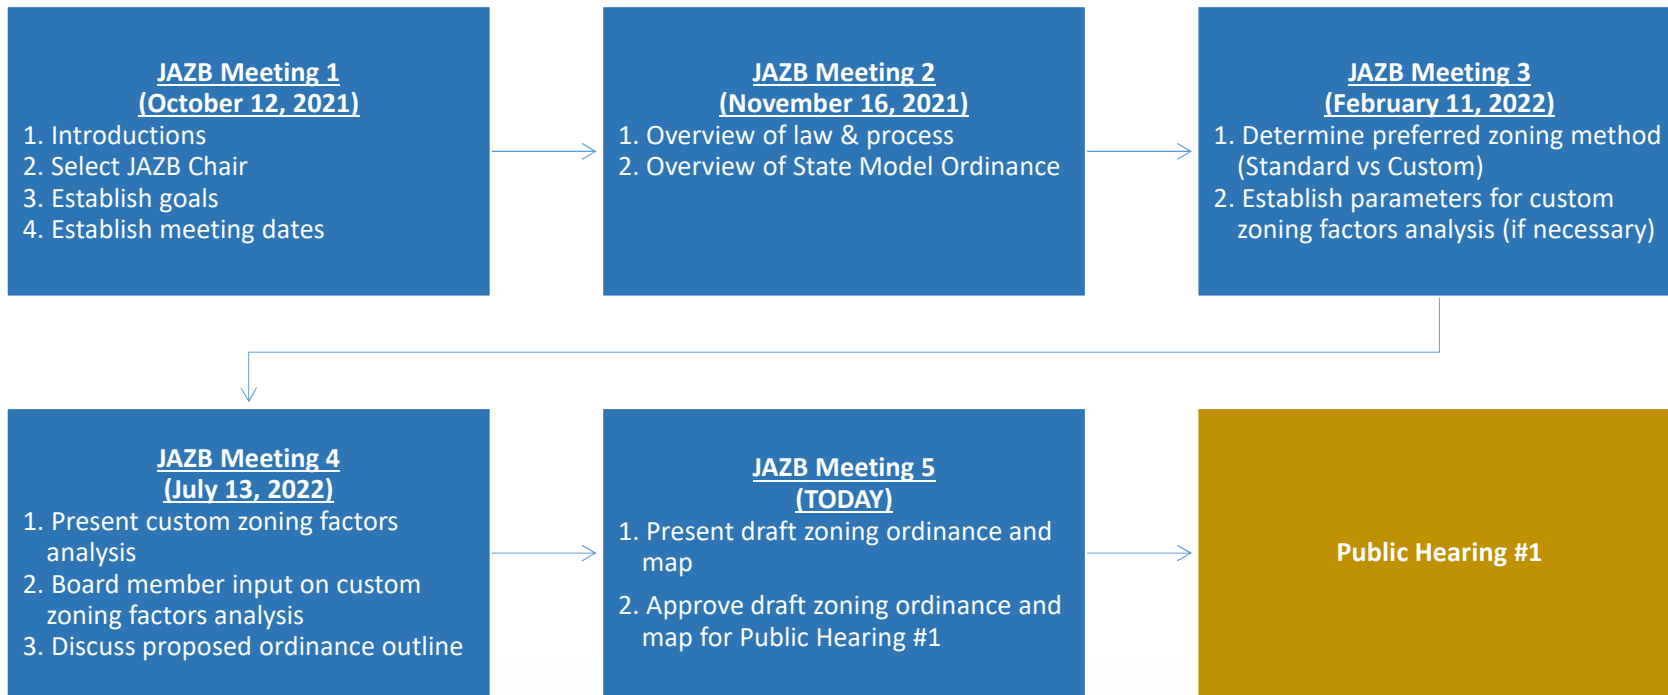 JAZB Meeting 1
(October 12, 2021)
1. Introductions
2. Select JAZB Chair
3. Establish goals
4. Establish meeting dates
JAZB Meeting 2
(November 16, 2021)
1. Overview of law & process
2. Overview of State Model Ordinance
JAZB Meeting 3
(February 11, 2022)
1. Determine preferred zoning method
(Standard vs Custom)
2. Establish parameters for custom
zoning factors analysis (if necessary)
JAZB Meeting 4
(July 13, 2022)
1. Present custom zoning factors
analysis
2. Board member input on custom
zoning factors analysis
3. Discuss proposed ordinance outline
JAZB Meeting 5
(TODAY)
1. Present draft zoning ordinance and
map
2. Approve draft zoning ordinance and
map for Public Hearing #1
Public Hearing #1